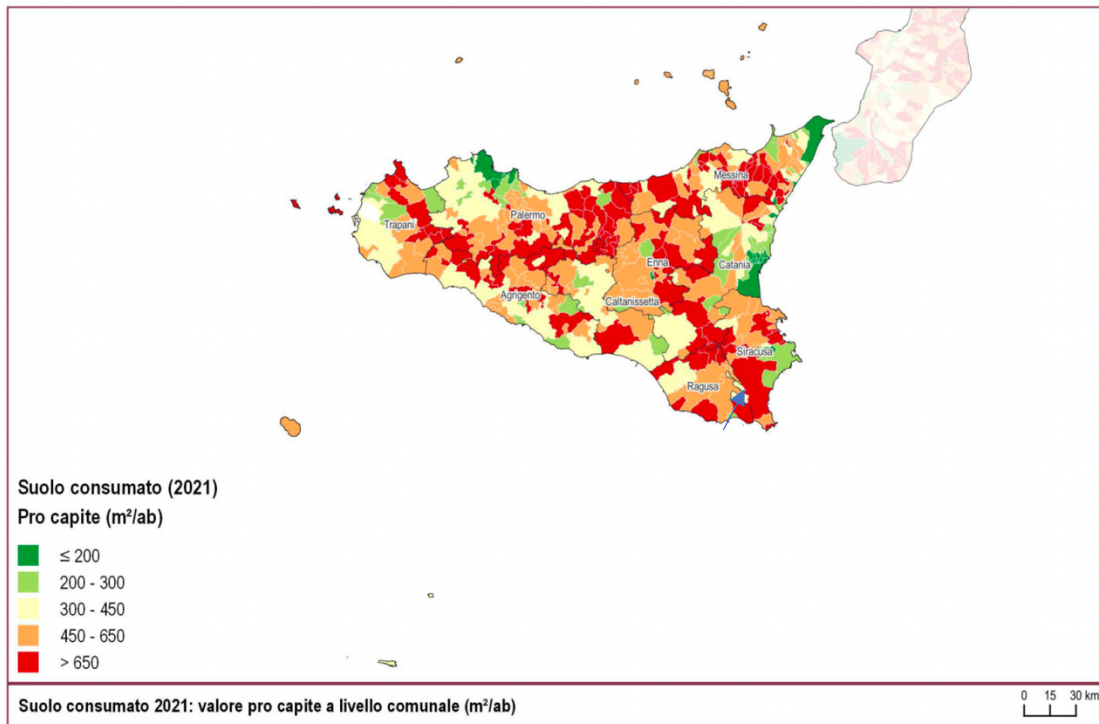 Messina
Palermo
Trapani
Enna
Catania
Agrigento
Caltanissetta
Siracusa
Ragusa
Suolo consumato (2021)
Pro capite (m²/ab)
≤ 200
200 - 300
300 - 450
450 - 650
> 650
0 15 30 km
Suolo consumato 2021: valore pro capite a livello comunale (m²/ab)